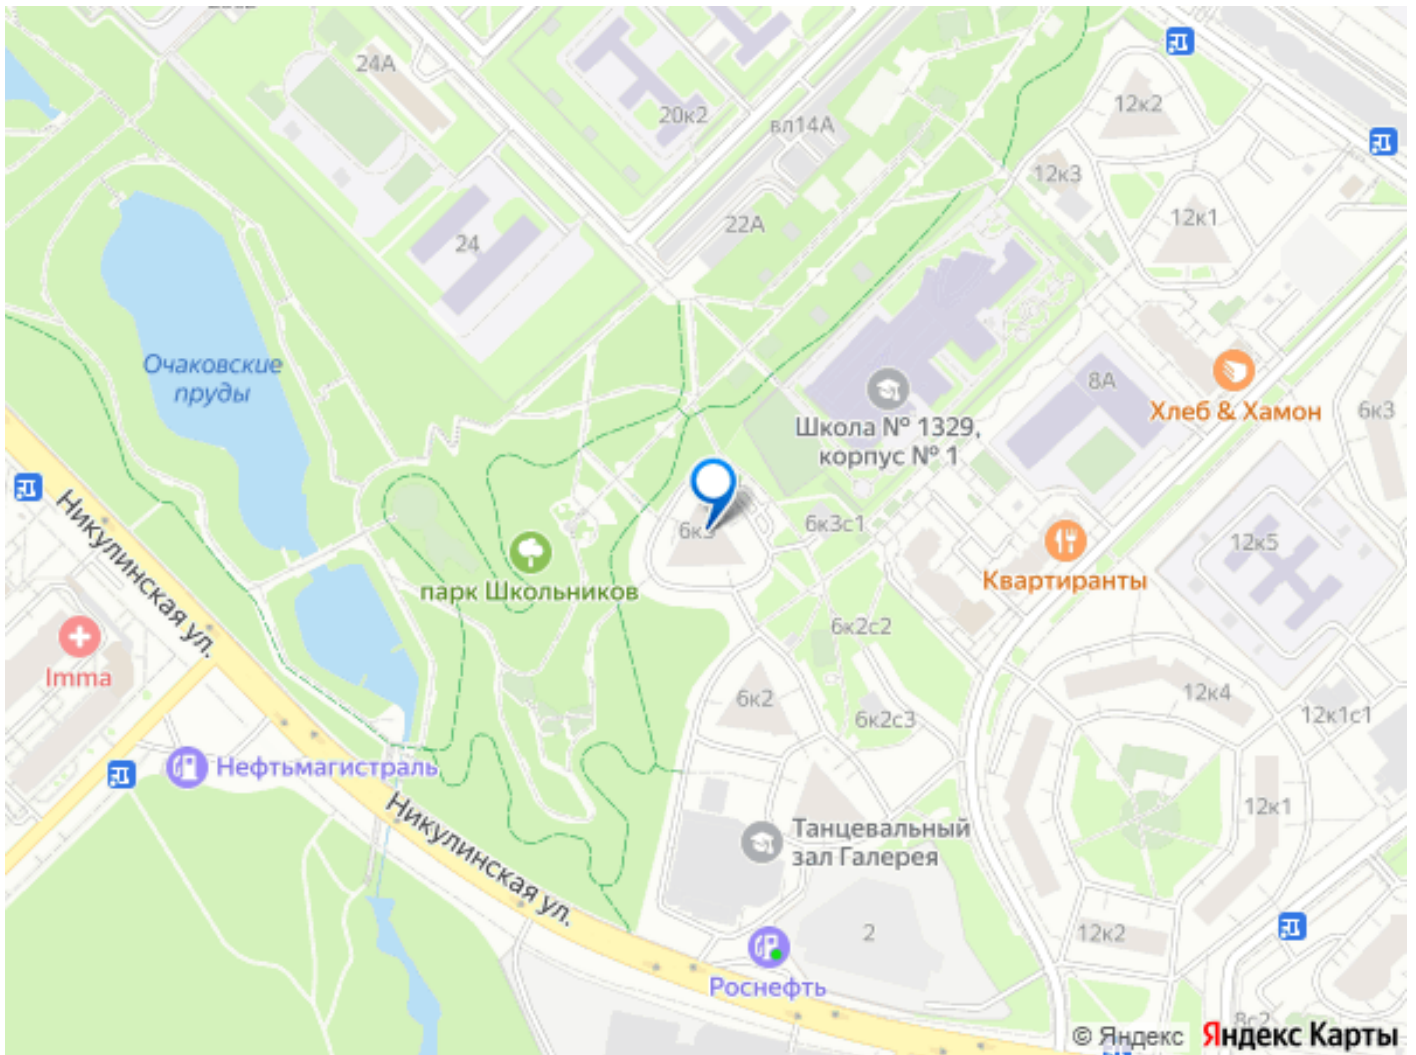 24А
12к2
20к2
вл14А
12к3
22А
12к1
24
Очаковские
пруды
8А
Хлеб & Хамон
6к3
Школа № 1329,
корпус № 1
Никулинская ул.
6к3с1
12к5
парк Школьников
Квартиранты
6к2с2
Imma
6к2
12к4
6к2с3
12к1с1
Нефтьмагистраль
12к1
Никулинская ул.
Танцевальный
зал Галерея
2
12к2
Роснефть
8с2
© Яндекс Яндекс Карты